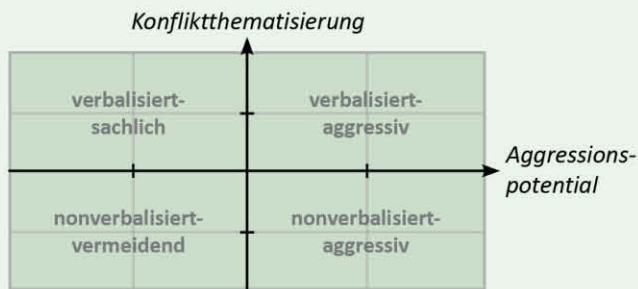 Konfliktthematisierung
verbalisiert-
sachlich
verbalisiert-
aggressiv
Aggressions-
potential
nonverbalisiert-
vermeidend
nonverbalisiert-
aggressiv